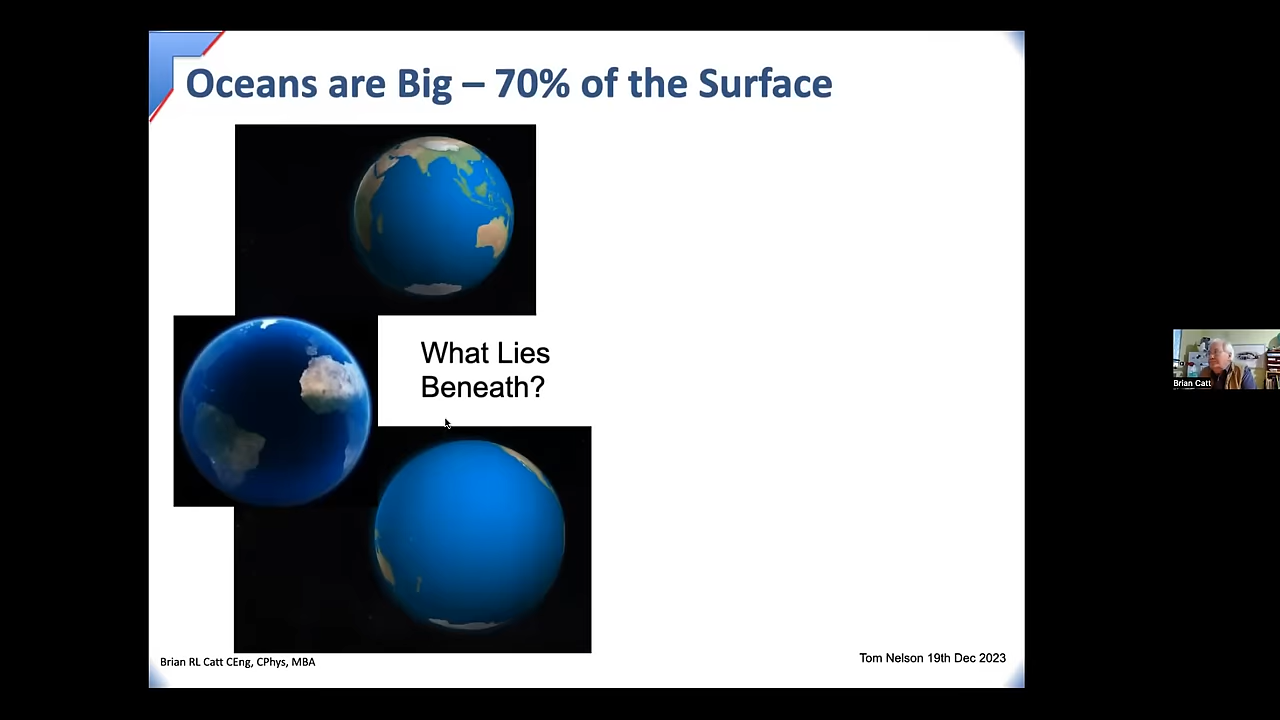 Oceans are Big – 70% of the Surface
What Lies
Beneath?
Brian RL Catt CEng, CPhys, MBA
Tom Nelson 19th Dec 2023
Brian Catt